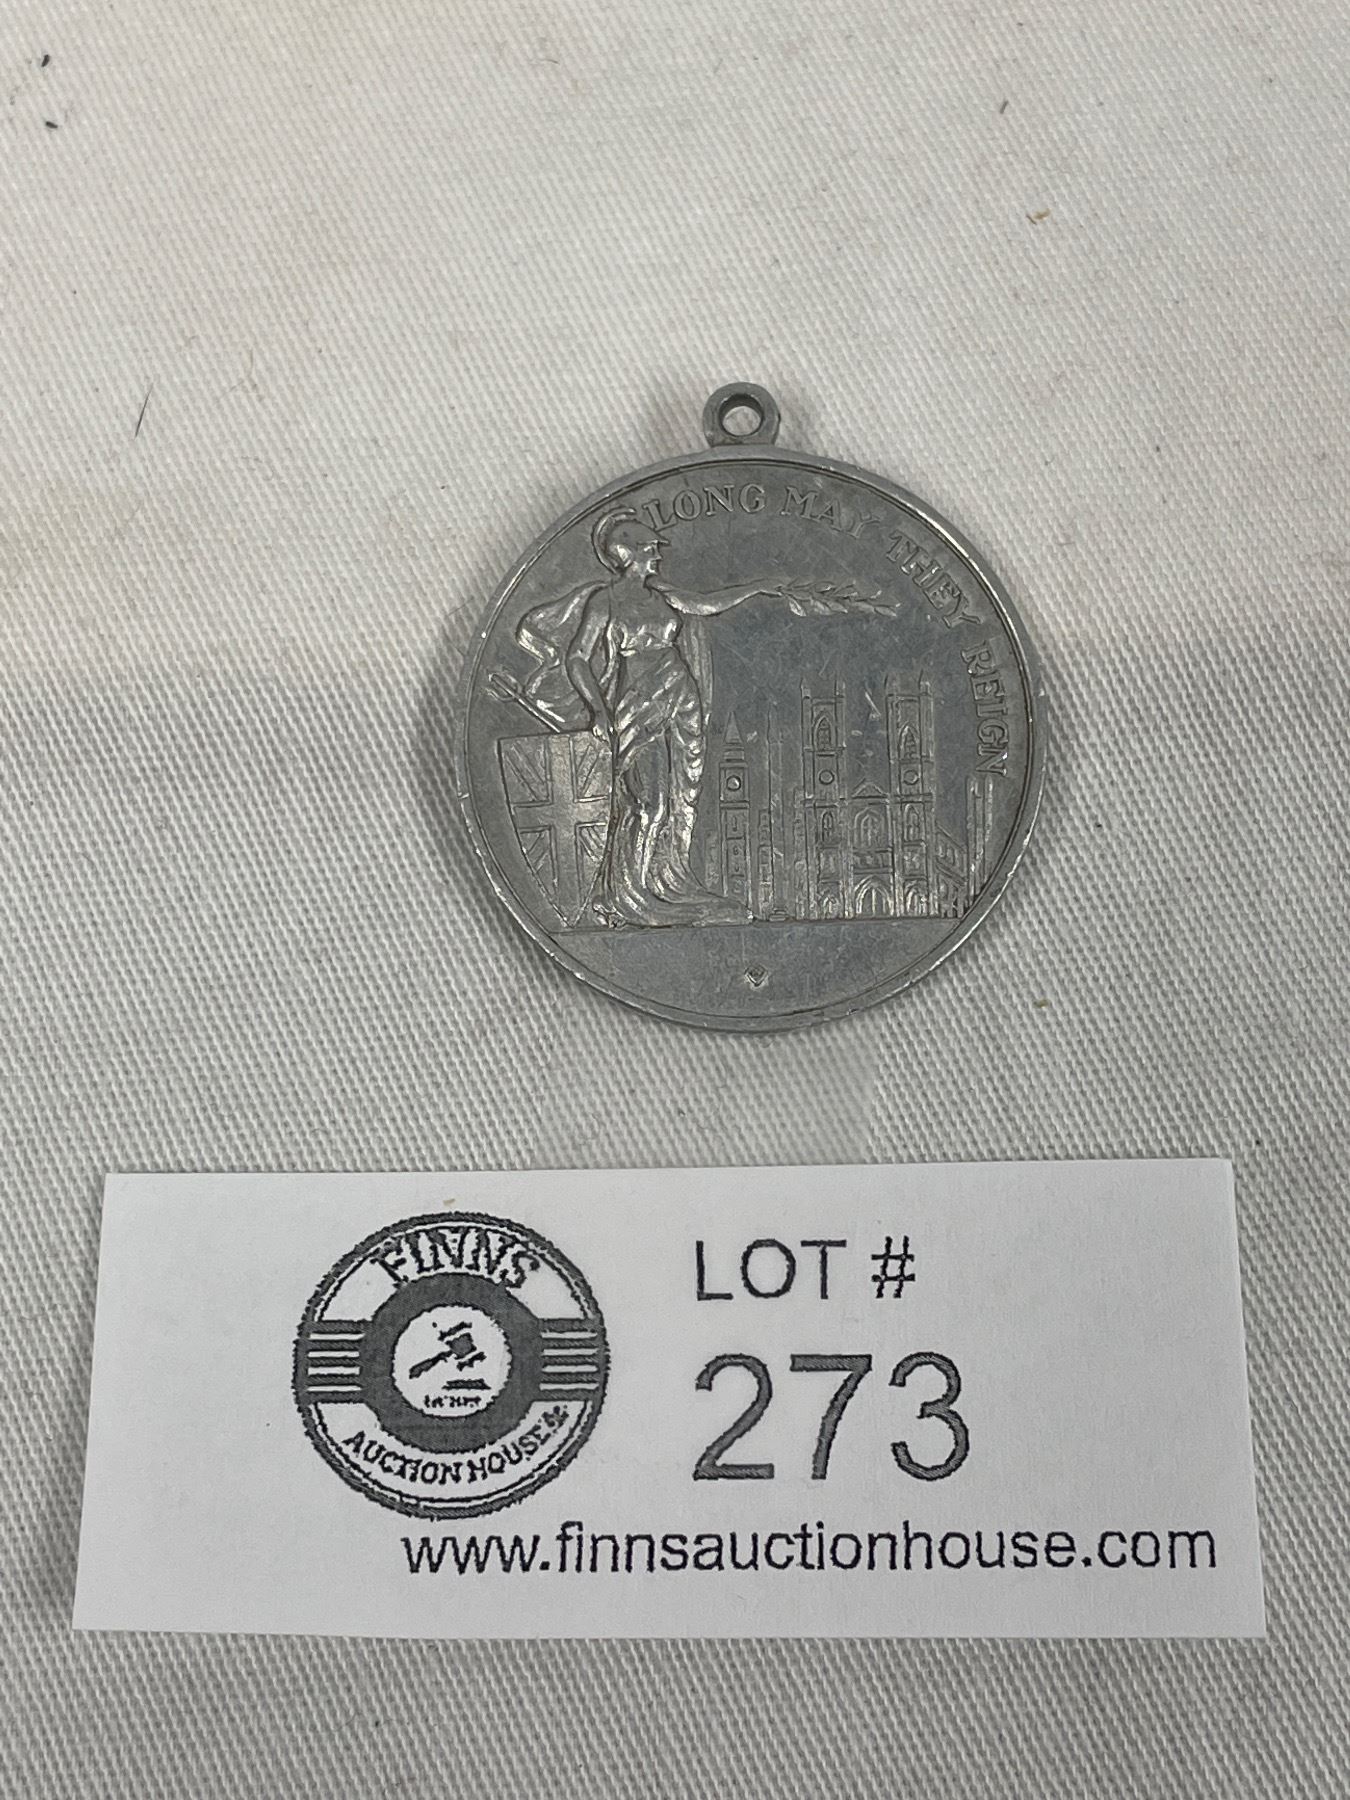 LONG MAY THEY REIGN
FINNS
AUCTION HOUSE
LOT #
273
www.finnsauctionhouse.com